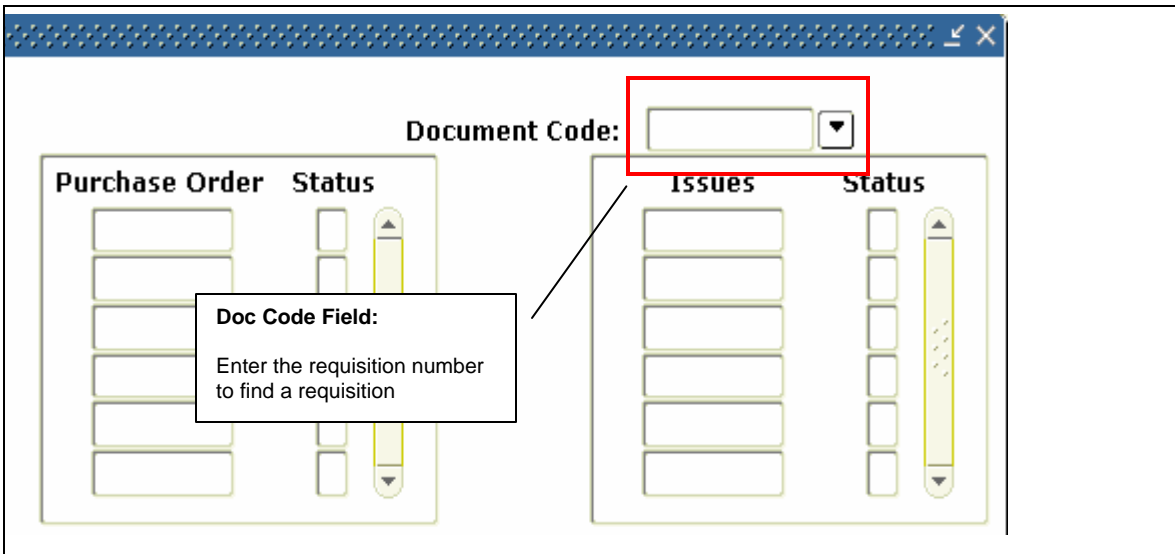 Document Code:
Purchase Order Status
Issues Status
Doc Code Field:
Enter the requisition number
to find a requisition